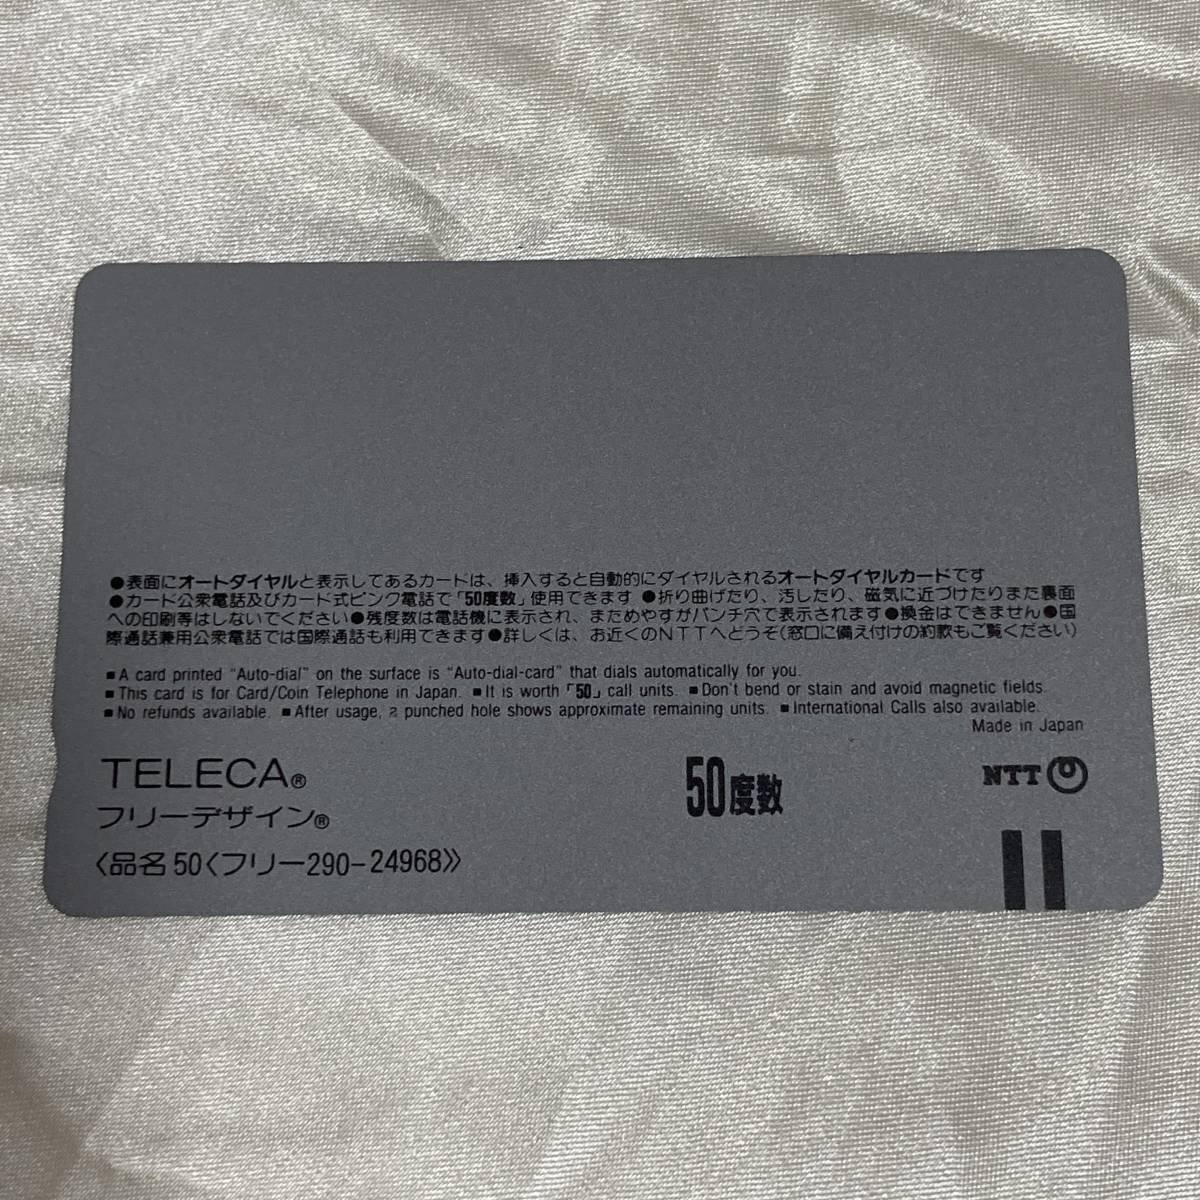 ●表面にオートダイヤルと表示してあるカードは、挿入すると自動的にダイヤルされるオートダイヤルカードです
●カード公衆電話及びカード式ピンク電話で「50度数」使用できます ●折り曲げたり、汚したり、磁気に近づけたりまた裏面
への印刷等はしないでください●残度数は電話機に表示され、まためやすがパンチ穴で表示されます●換金はできません●国
際通話兼用公衆電話では国際通話も利用できます●詳しくは、お近くのNTTへどうぞ(窓口に備え付けの約款もご覧ください)
■A card printed "Auto-dial" on the surface is "Auto-dial-card" that dials automatically for you.
■This card is for Card/Coin Telephone in Japan. ■It is worth「50」call units. ■Don't bend or stain and avoid magnetic fields.
■No refunds available. ■After usage, a punched hole shows approximate remaining units. ■International Calls also available.
Made in Japan
TELECA®
フリーデザイン®
〈品名 50〈フリー290-24968〉〉
50度数
NTT